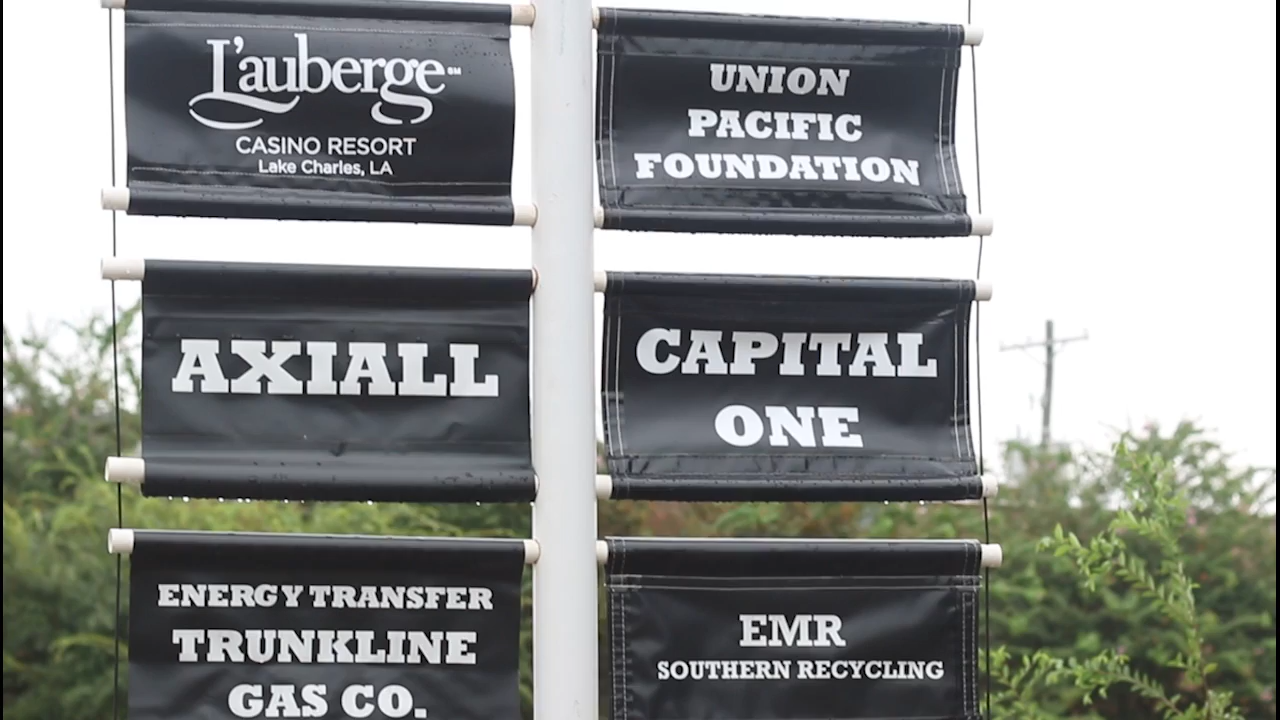 L'auberge℠
CASINO RESORT
Lake Charles, LA
UNION
PACIFIC
FOUNDATION
AXIALL
CAPITAL
ONE
ENERGY TRANSFER
TRUNKLINE
GAS CO.
EMR
SOUTHERN RECYCLING